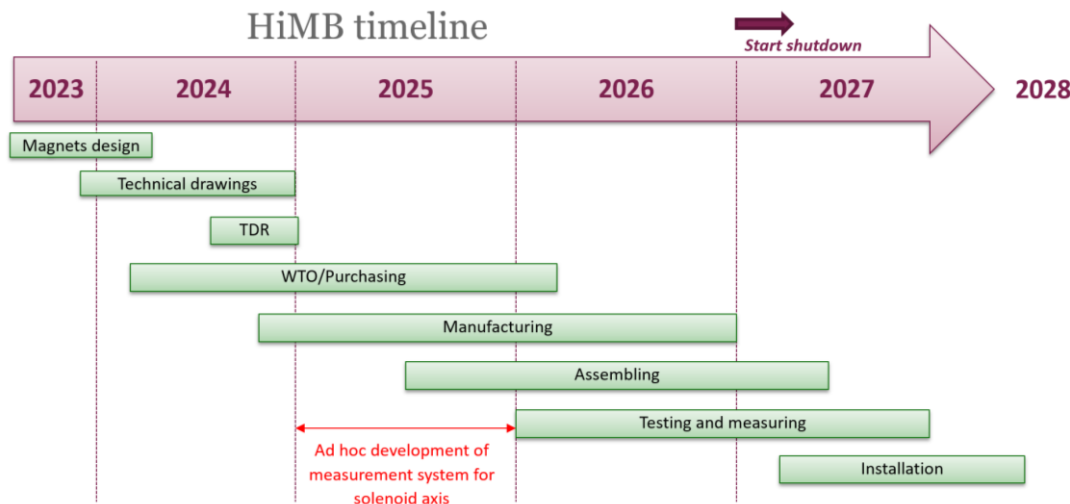 HiMB timeline
Start shutdown
2023
2024
2025
2026
2027
2028
Magnets design
Technical drawings
TDR
WTO/Purchasing
Manufacturing
Assembling
Testing and measuring
Ad hoc development of
measurement system for
solenoid axis
Installation